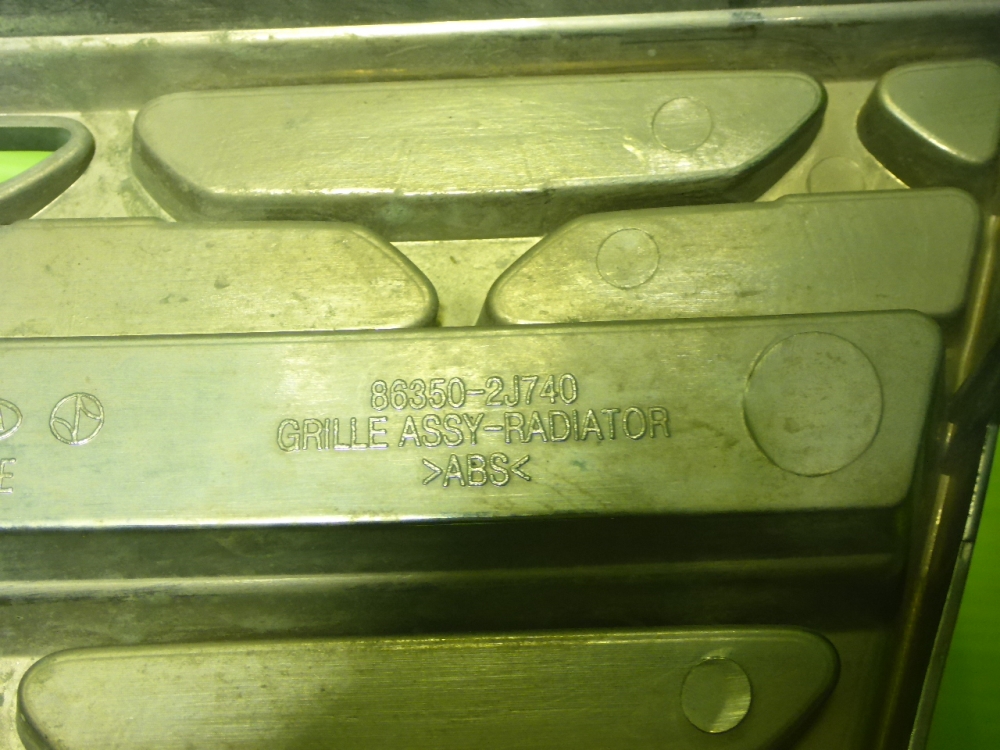 86350-2J740
GRILLE ASSY-RADIATOR
>ABS<